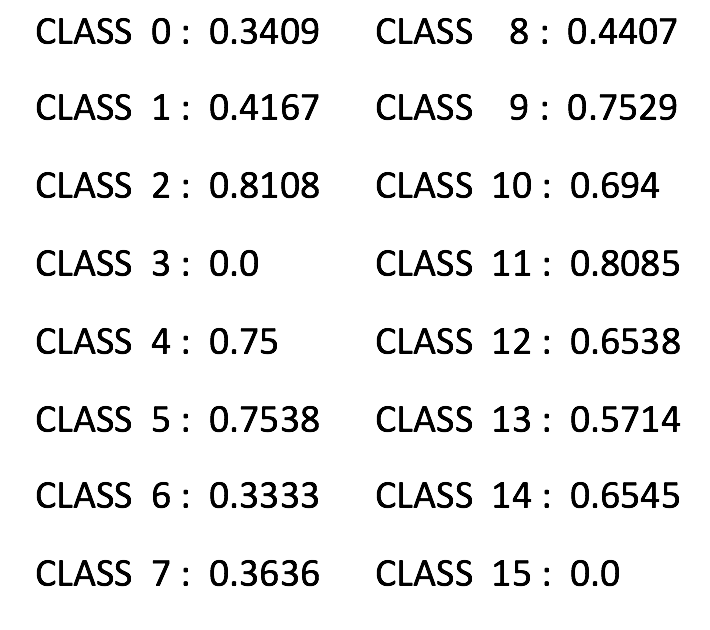 CLASS 0 : 0.3409
CLASS 1 : 0.4167
CLASS 2 : 0.8108
CLASS 3 : 0.0
CLASS 4 : 0.75
CLASS 5 : 0.7538
CLASS 6 : 0.3333
CLASS 7 : 0.3636
CLASS 8 : 0.4407
CLASS 9 : 0.7529
CLASS 10 : 0.694
CLASS 11 : 0.8085
CLASS 12 : 0.6538
CLASS 13 : 0.5714
CLASS 14 : 0.6545
CLASS 15 : 0.0